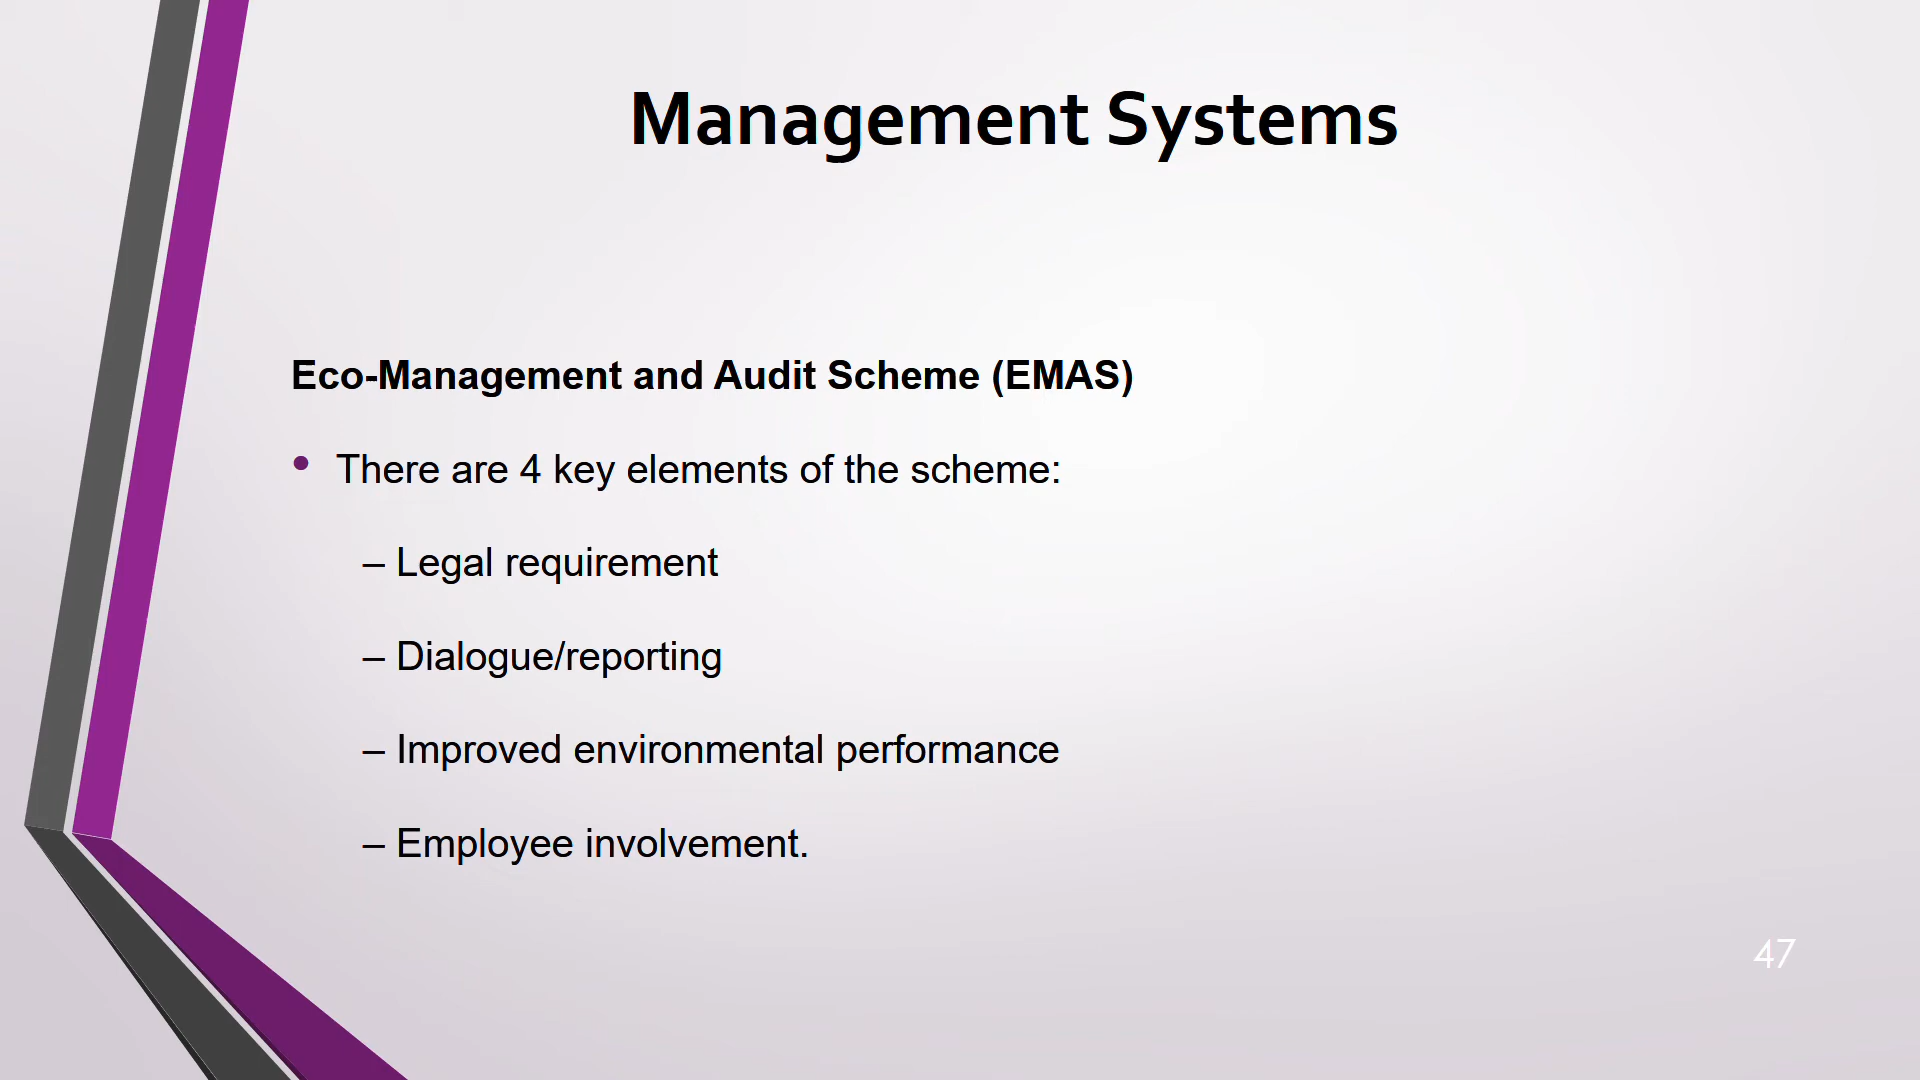 Management Systems
Eco-Management and Audit Scheme (EMAS)
• There are 4 key elements of the scheme:
– Legal requirement
– Dialogue/reporting
– Improved environmental performance
– Employee involvement.
47